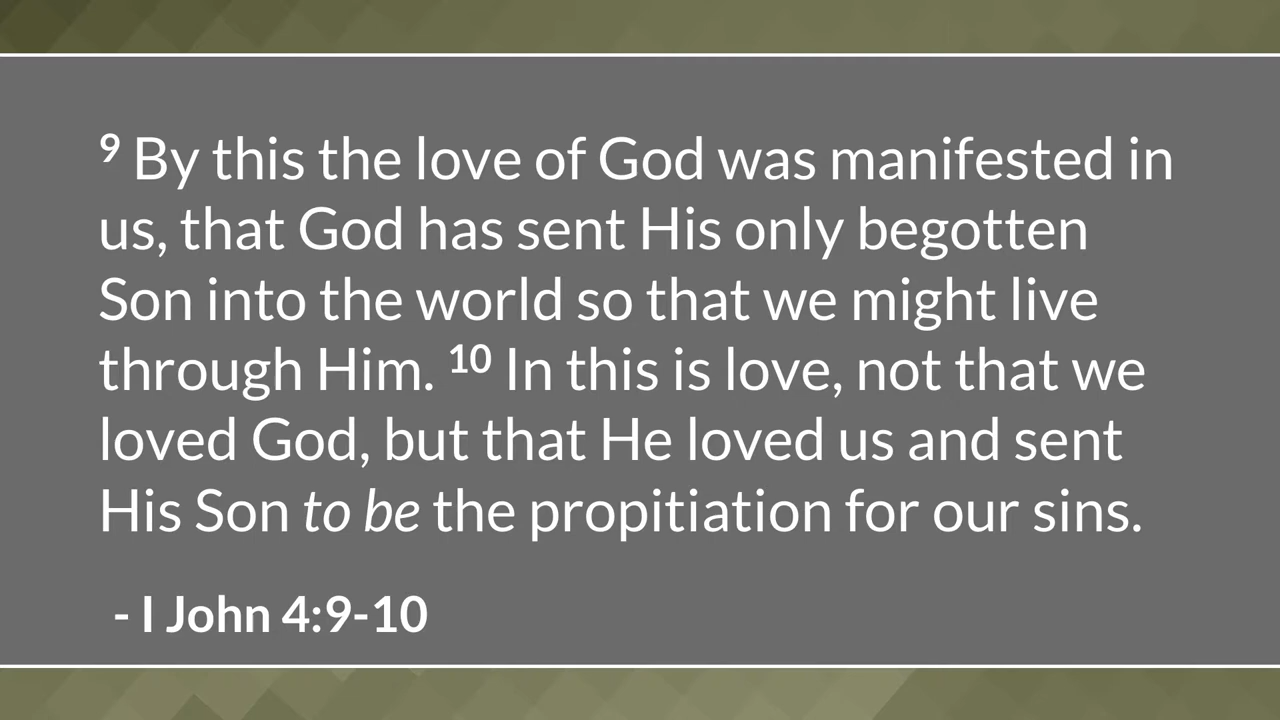 9 By this the love of God was manifested in
us, that God has sent His only begotten
Son into the world so that we might live
through Him. 10 In this is love, not that we
loved God, but that He loved us and sent
His Son to be the propitiation for our sins.
- I John 4:9-10